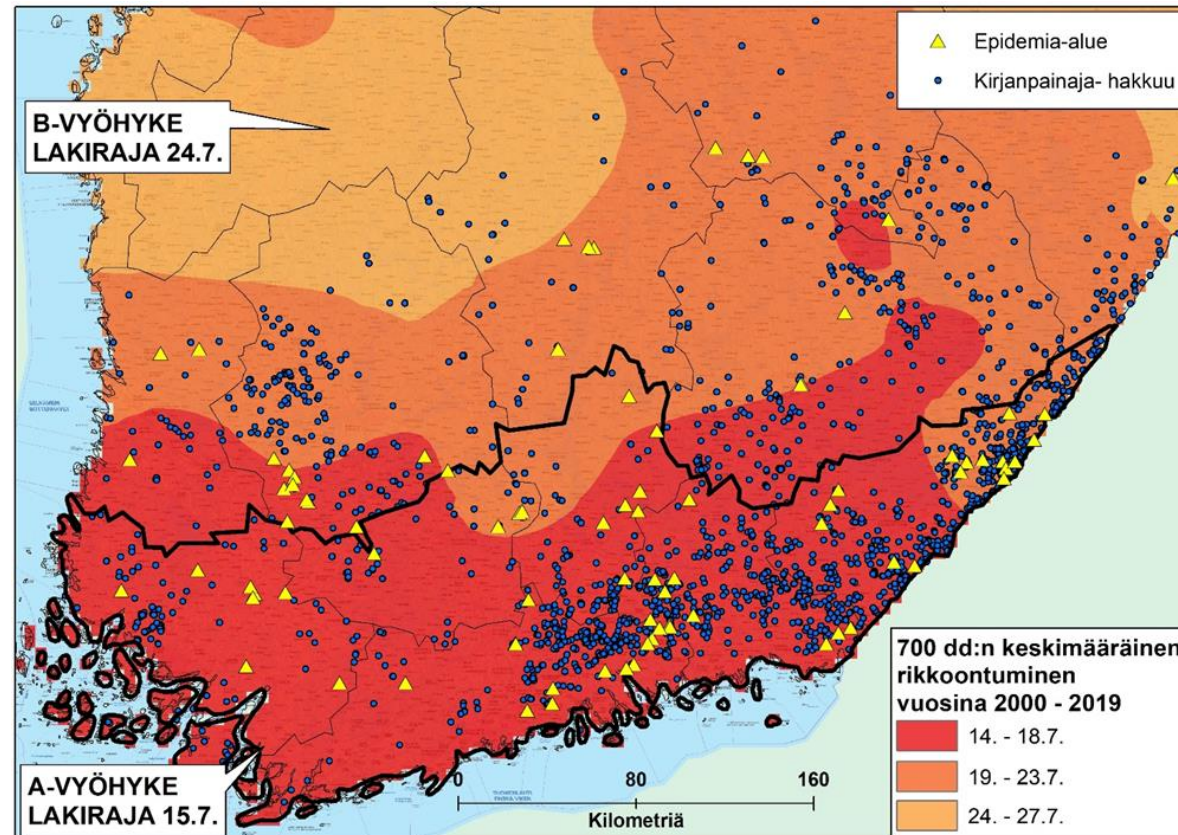 Epidemia-alue
Kirjanpainaja- hakkuu
B-VYÖHYKE
LAKIRAJA 24.7.
A-VYÖHYKE
LAKIRAJA 15.7.
0 80 160
Kilometriä
700 dd:n keskimääräinen
rikkoontuminen
vuosina 2000 - 2019
14. - 18.7.
19. - 23.7.
24. - 27.7.